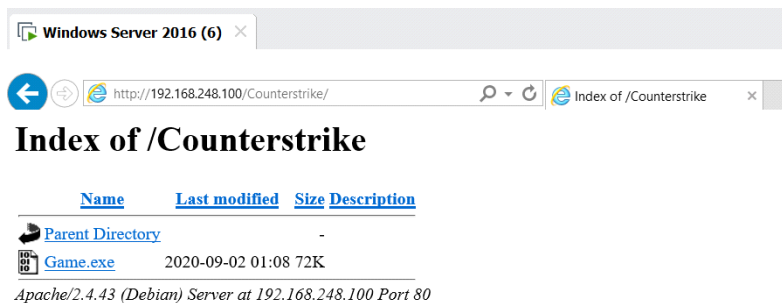 Windows Server 2016 (6)
http://192.168.248.100/Counterstrike/
Index of /Counterstrike
Index of /Counterstrike
Name Last modified Size Description
Parent Directory -
Game.exe 2020-09-02 01:08 72K
Apache/2.4.43 (Debian) Server at 192.168.248.100 Port 80